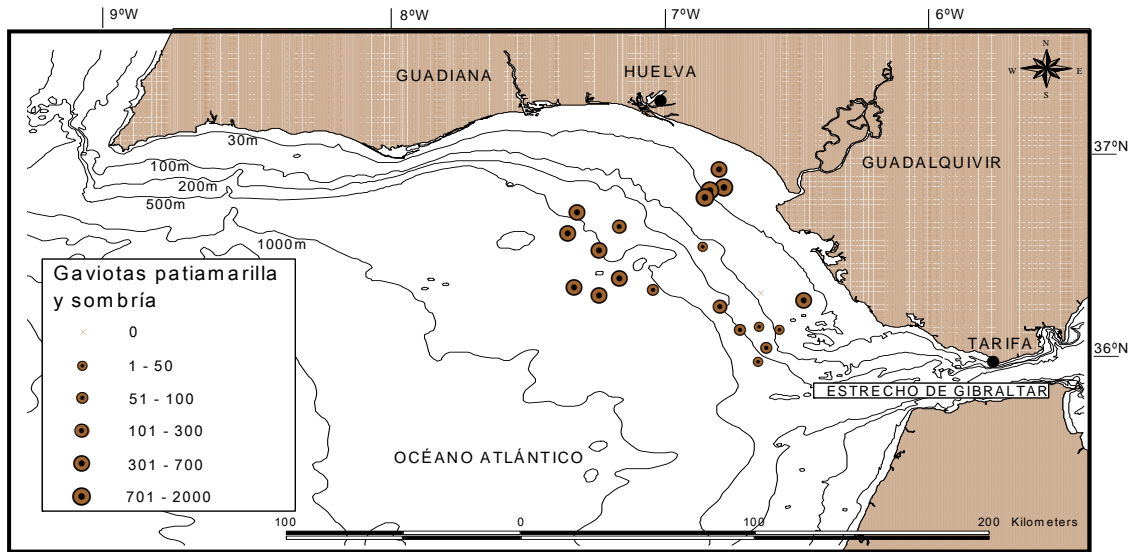 9ºW 8ºW 7ºW 6ºW
N
W E
S
GUADIANA HUELVA
GUADALQUIVIR
37ºN
30m
100m
200m
500m
1000m
Gaviotas patiamarilla
y sombría
0
1 - 50
51 - 100
101 - 300
301 - 700
701 - 2000
TARIFA
36ºN
ESTRECHO DE GIBRALTAR
OCÉANO ATLÁNTICO
100 0 100 200 Kilometers